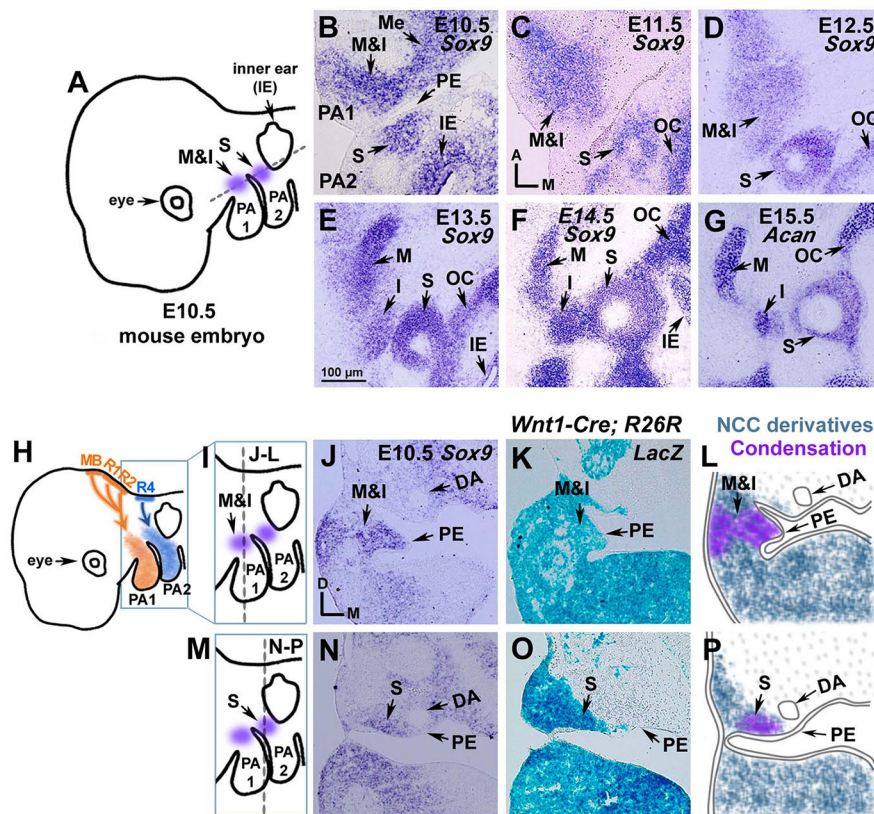 A
inner ear
(IE)
M&I
S
eye
PA
1
PA
2
E10.5
mouse embryo
B
Me
E10.5
Sox9
M&I
PE
PA1
IE
S
PA2
C
E11.5
Sox9
M&I
OC
S
A
M
D
E12.5
Sox9
M&I
OC
S
E
E13.5
Sox9
M
I
S
OC
IE
100 µm
F
E14.5
Sox9
OC
M
S
I
IE
G
E15.5
Acan
M
OC
I
S
H
MB
R1
R2
R4
eye
PA1
PA2
I
J-L
M&I
PA
1
PA
2
J
E10.5 Sox9
DA
M&I
PE
D
M
Wnt1-Cre; R26R
K
LacZ
M&I
PE
NCC derivatives
Condensation
L
M&I
DA
PE
M
N-P
S
PA
1
PA
2
N
S
DA
PE
O
S
PE
P
S
DA
PE